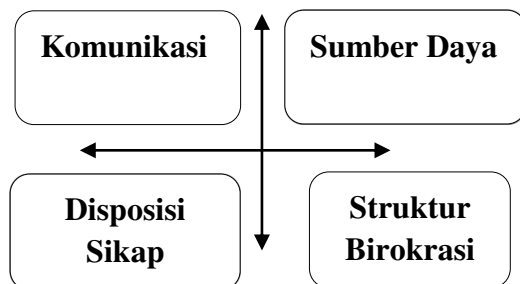 Komunikasi
Sumber Daya
Disposisi
Sikap
Struktur
Birokrasi